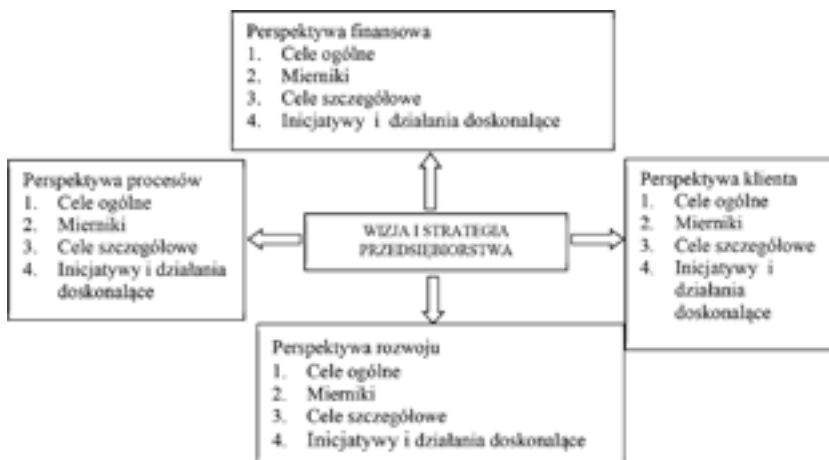 Perspektywa finansowa
1. Cele ogólne
2. Mierniki
3. Cele szczegółowe
4. Inicjatywy i działania doskonalące
Perspektywa procesów
1. Cele ogólne
2. Mierniki
3. Cele szczegółowe
4. Inicjatywy i działania
doskonalące
WIZJA I STRATEGIA
PRZEDSIĘBIORSTWA
Perspektywa klienta
1. Cele ogólne
2. Mierniki
3. Cele szczegółowe
4. Inicjatywy i
działania
doskonalące
Perspektywa rozwoju
1. Cele ogólne
2. Mierniki
3. Cele szczegółowe
4. Inicjatywy i działania doskonalące